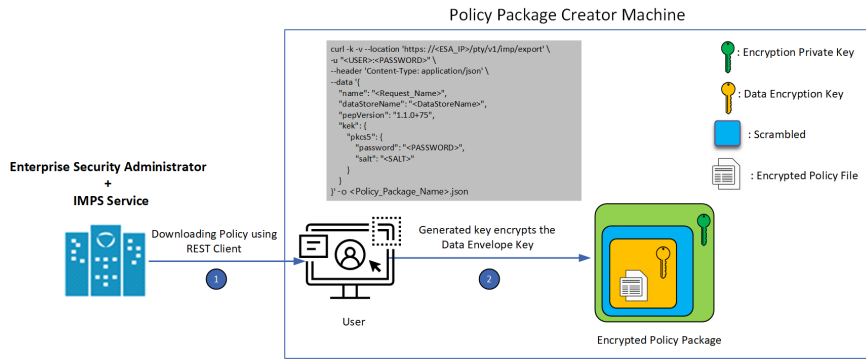 Policy Package Creator Machine
curl -k -v --location 'https: //<ESA_IP>/pty/v1/imp/export' \
-u "<USER>:<PASSWORD>" \
--header 'Content-Type: application/json' \
--data '{
"name": "<Request_Name>",
"dataStoreName": "<DataStoreName>",
"pepVersion": "1.1.0+75",
"kek": {
"pkcs5": {
"password": "<PASSWORD>",
"salt": "<SALT>"
}
}
}' -o <Policy_Package_Name>.json
: Encryption Private Key
: Data Encryption Key
: Scrambled
: Encrypted Policy File
Enterprise Security Administrator
+
IMPS Service
Downloading Policy using
REST Client
1
User
Generated key encrypts the
Data Envelope Key
2
Encrypted Policy Package